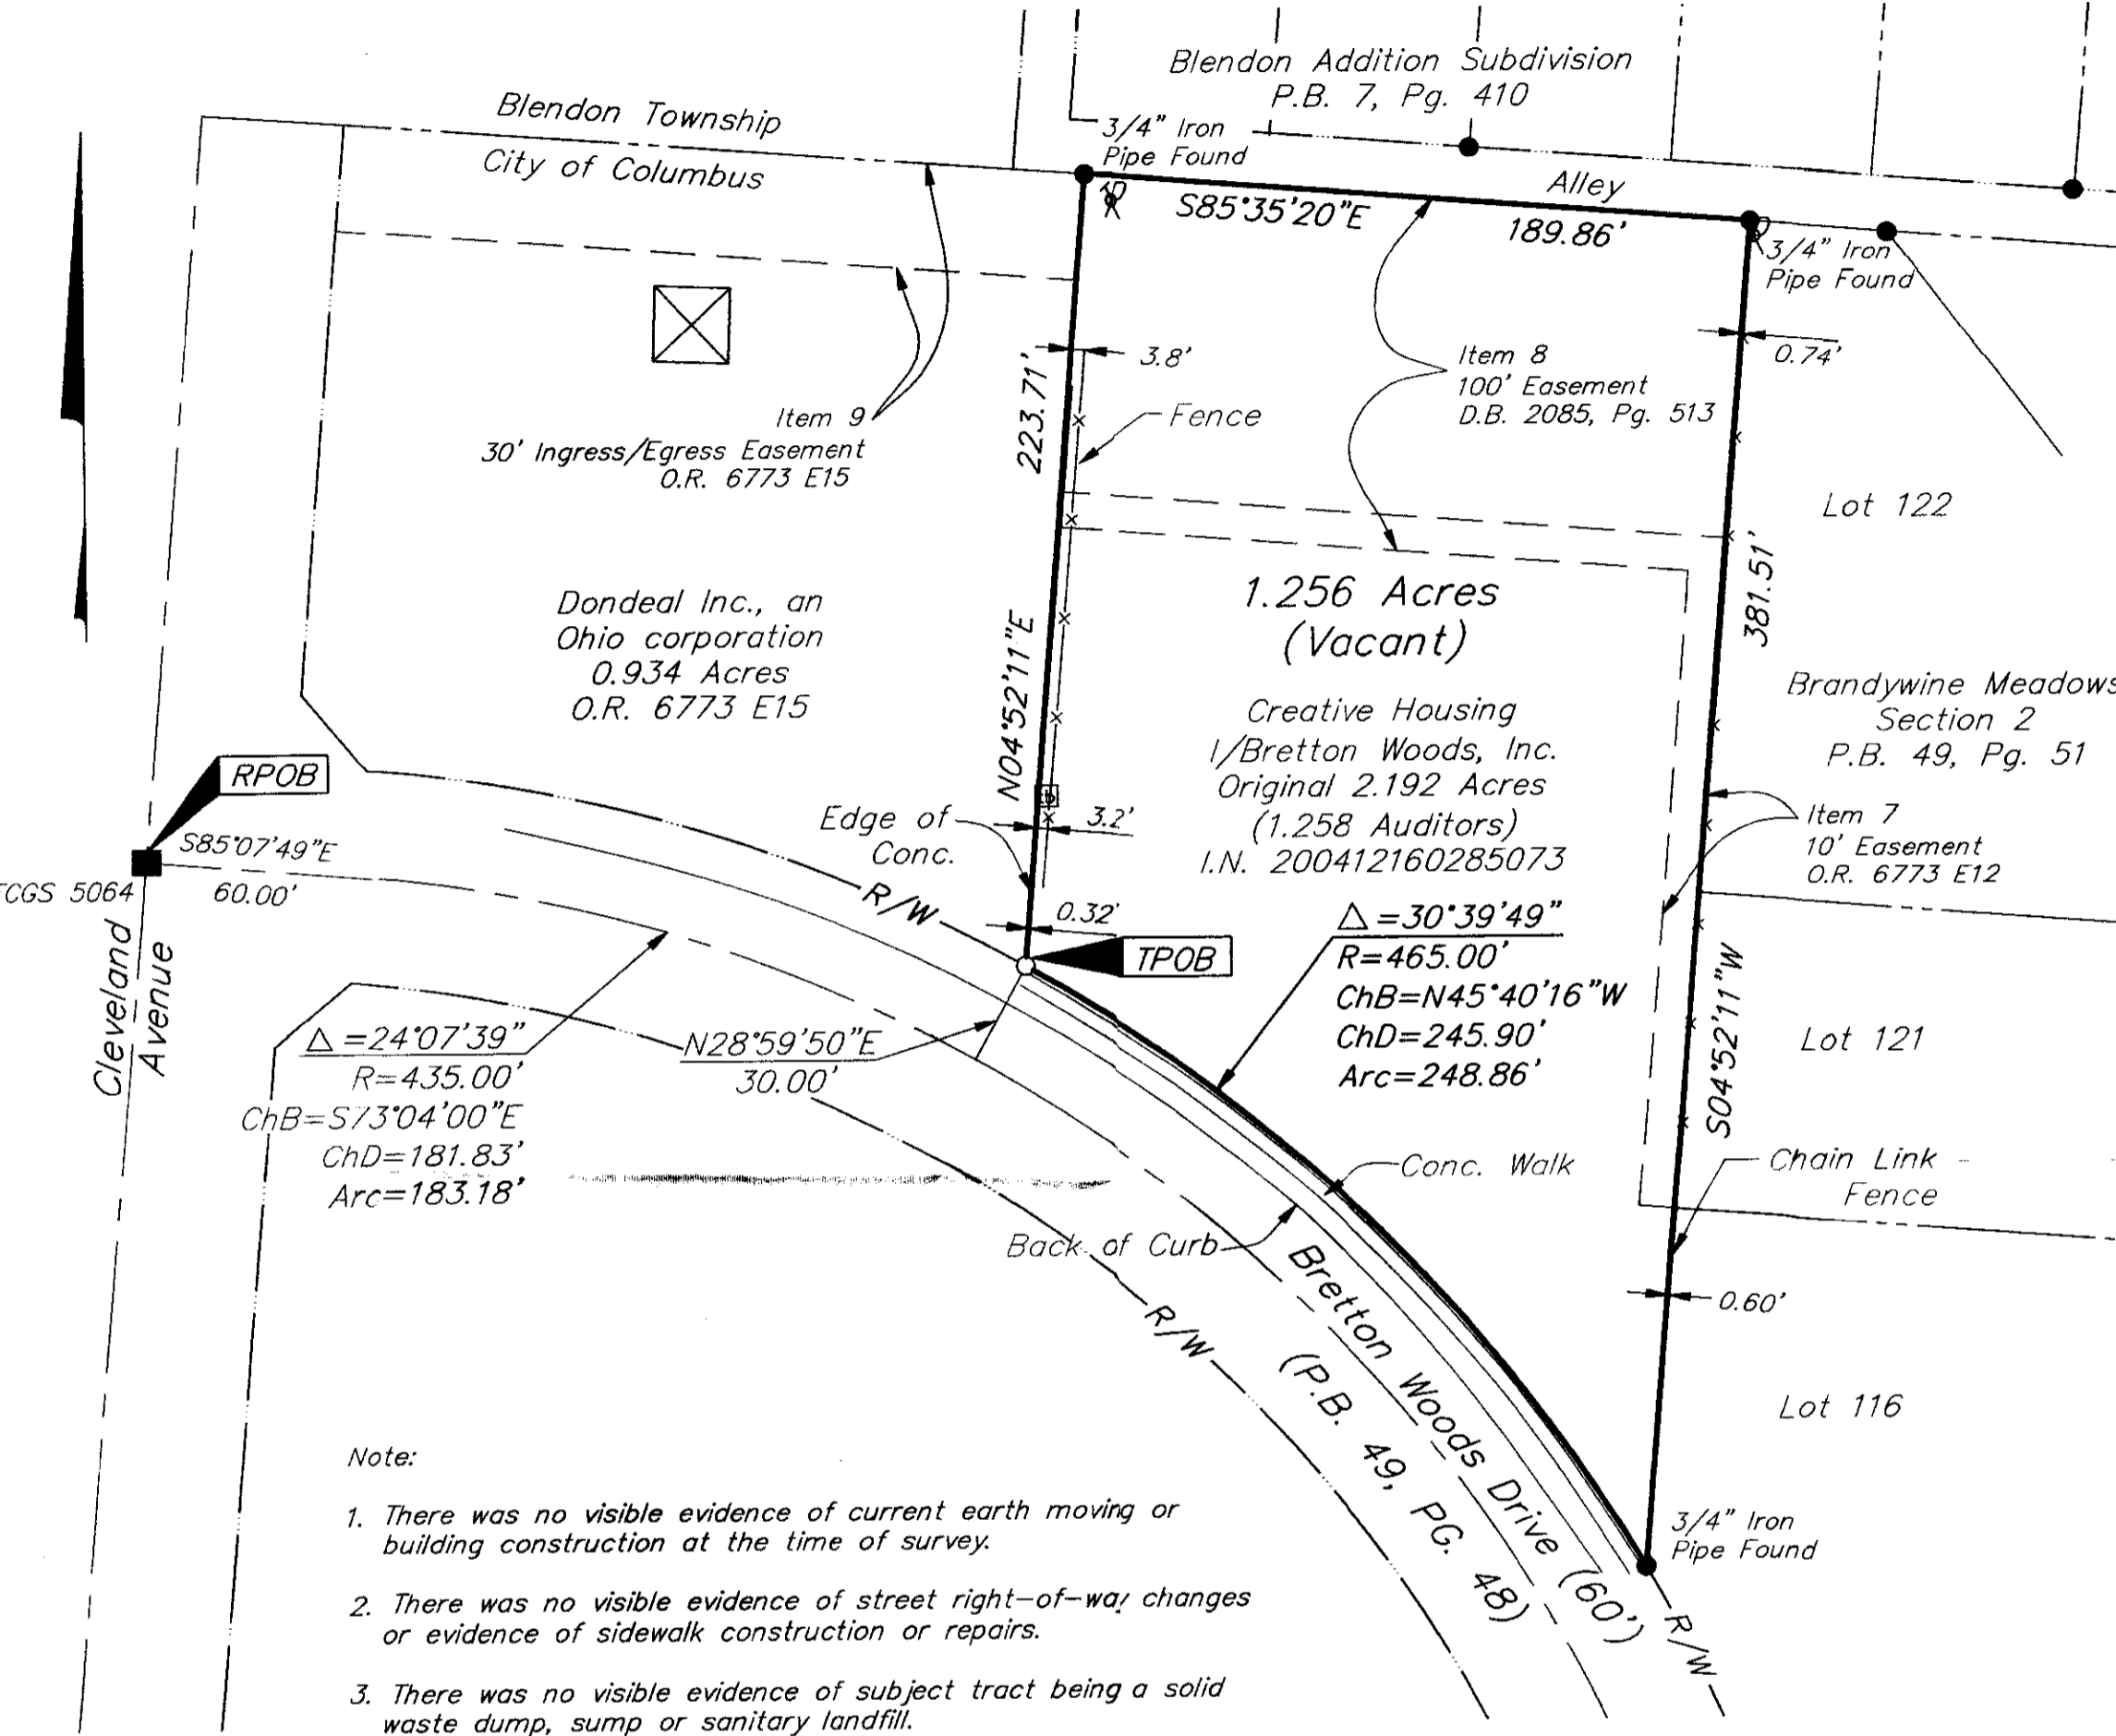 Blendon Addition Subdivision
P.B. 7, Pg. 410
Blendon Township
City of Columbus
3/4" Iron
Pipe Found
Alley
S85°35'20"E
189.86'
3/4" Iron
Pipe Found
3.8'
0.74'
Item 8
100' Easement
D.B. 2085, Pg. 513
Item 9
30' Ingress/Egress Easement
O.R. 6773 E15
223.71'
Fence
Lot 122
Dondeal Inc., an
Ohio corporation
0.934 Acres
O.R. 6773 E15
N04°52'11"E
1.256 Acres
(Vacant)
381.51'
Creative Housing
I/Bretton Woods, Inc.
Original 2.192 Acres
(1.258 Auditors)
I.N. 200412160285073
Brandywine Meadows
Section 2
P.B. 49, Pg. 51
RPOB
S85°07'49"E
60.00'
CGS 5064
Edge of
Conc.
3.2'
Item 7
10' Easement
O.R. 6773 E12
R/W
0.32'
TPOB
△=30°39'49"
R=465.00'
ChB=N45°40'16"W
ChD=245.90'
Arc=248.86'
S04°52'11"W
Lot 121
Cleveland
Avenue
△=24°07'39"
R=435.00'
ChB=S73°04'00"E
ChD=181.83'
Arc=183.18'
N28°59'50"E
30.00'
Conc. Walk
Chain Link
Fence
Back of Curb
0.60'
R/W
Bretton Woods Drive (60')
(P.B. 49, PG. 48)
Lot 116
3/4" Iron
Pipe Found
R/W
Note:
1. There was no visible evidence of current earth moving or
building construction at the time of survey.
2. There was no visible evidence of street right-of-way changes
or evidence of sidewalk construction or repairs.
3. There was no visible evidence of subject tract being a solid
waste dump, sump or sanitary landfill.